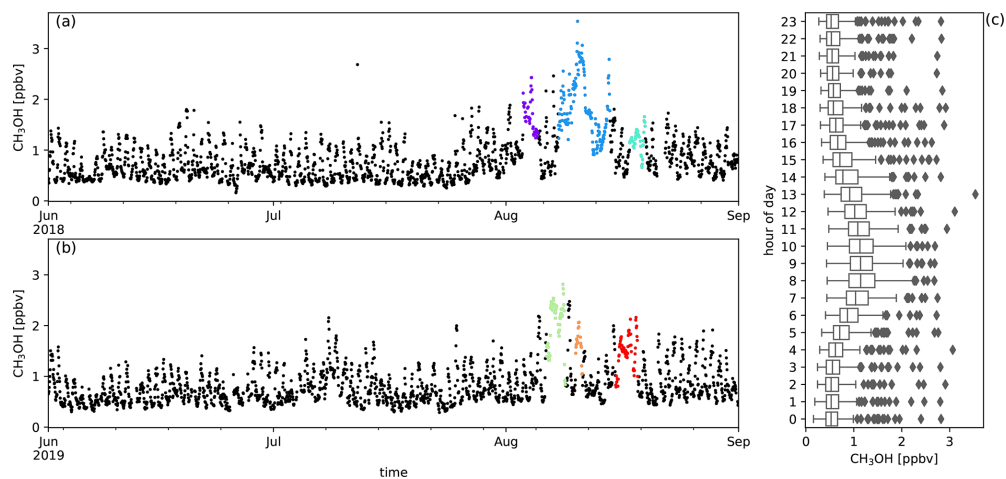 (a)
CH₃OH [ppbv]
3
2
1
0
Jun
2018
Jul
Aug
Sep
(b)
CH₃OH [ppbv]
3
2
1
0
Jun
2019
Jul
Aug
Sep
time
(c)
hour of day
23
22
21
20
19
18
17
16
15
14
13
12
11
10
9
8
7
6
5
4
3
2
1
0
0 1 2 3
CH₃OH [ppbv]